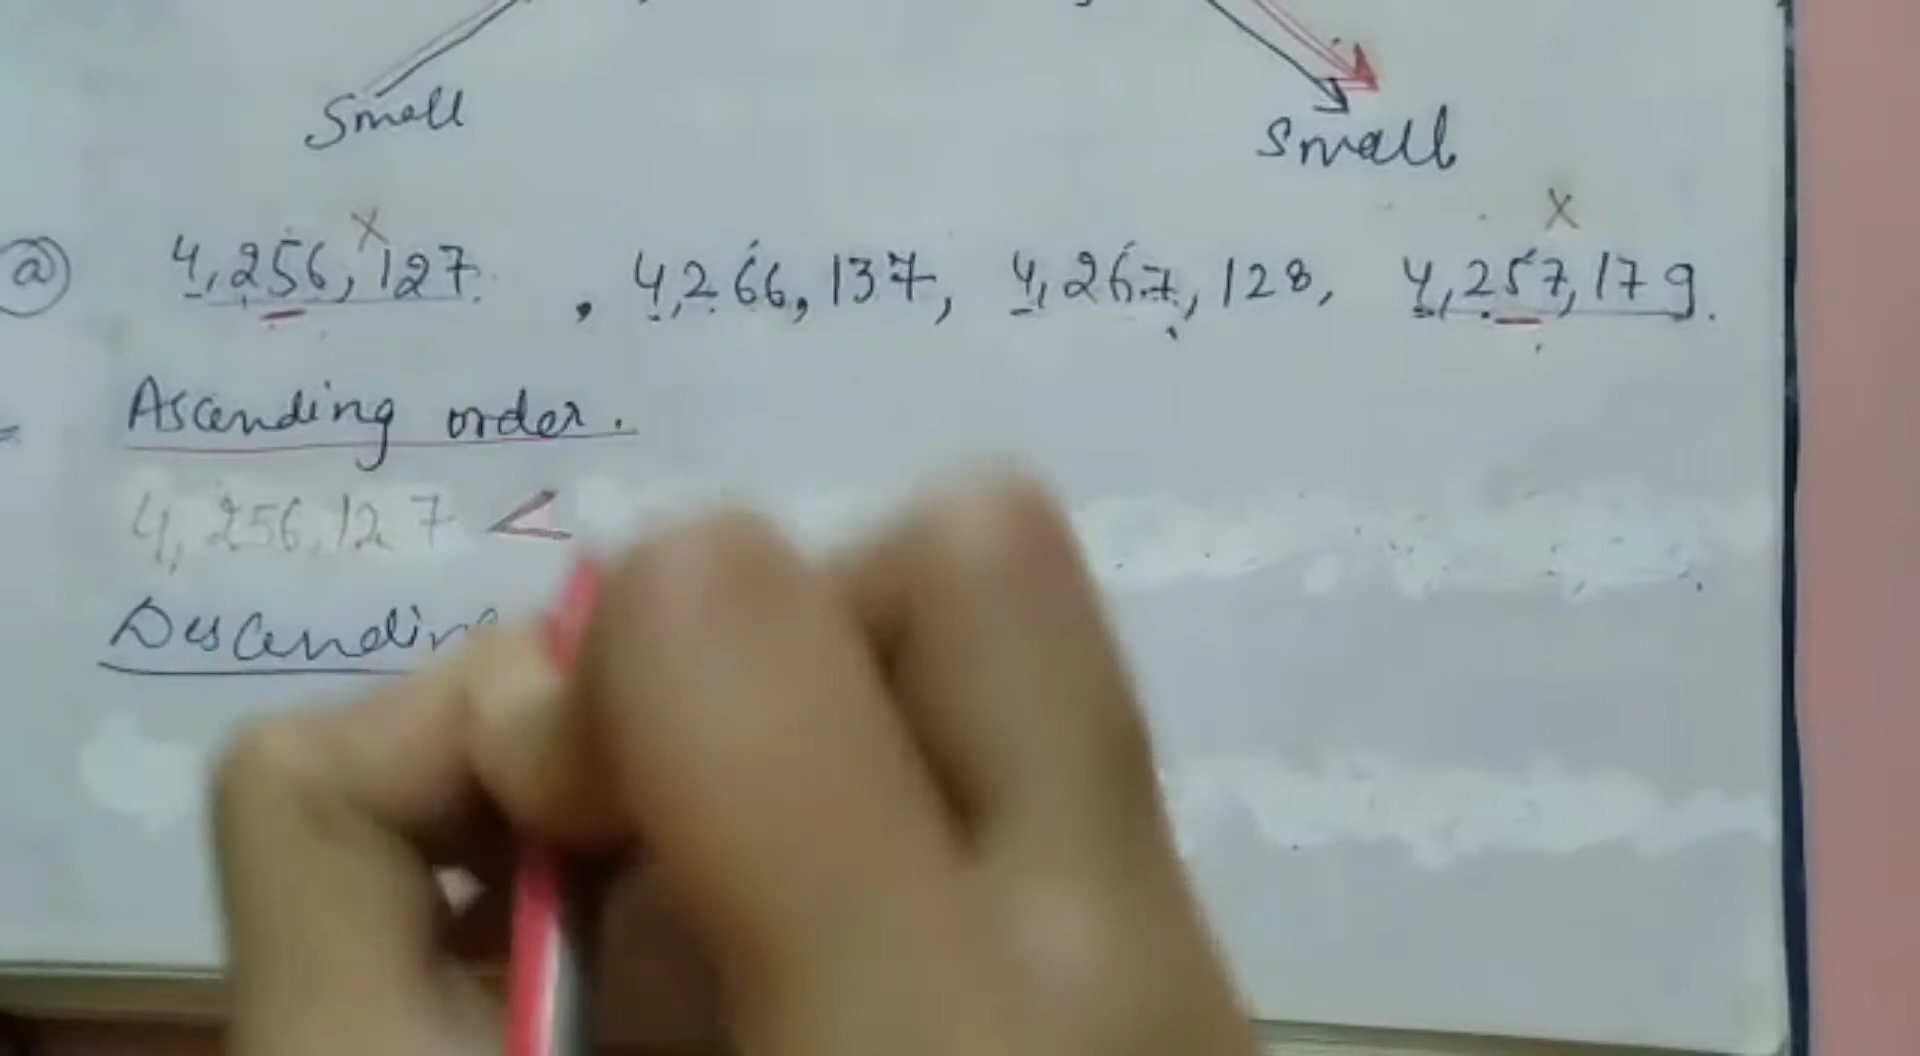 Small Small
x x
(a) 4,256,127 , 4,266,137, 4,267,128, 4,257,179.
Ascending order.
4,256,127 <
Descending